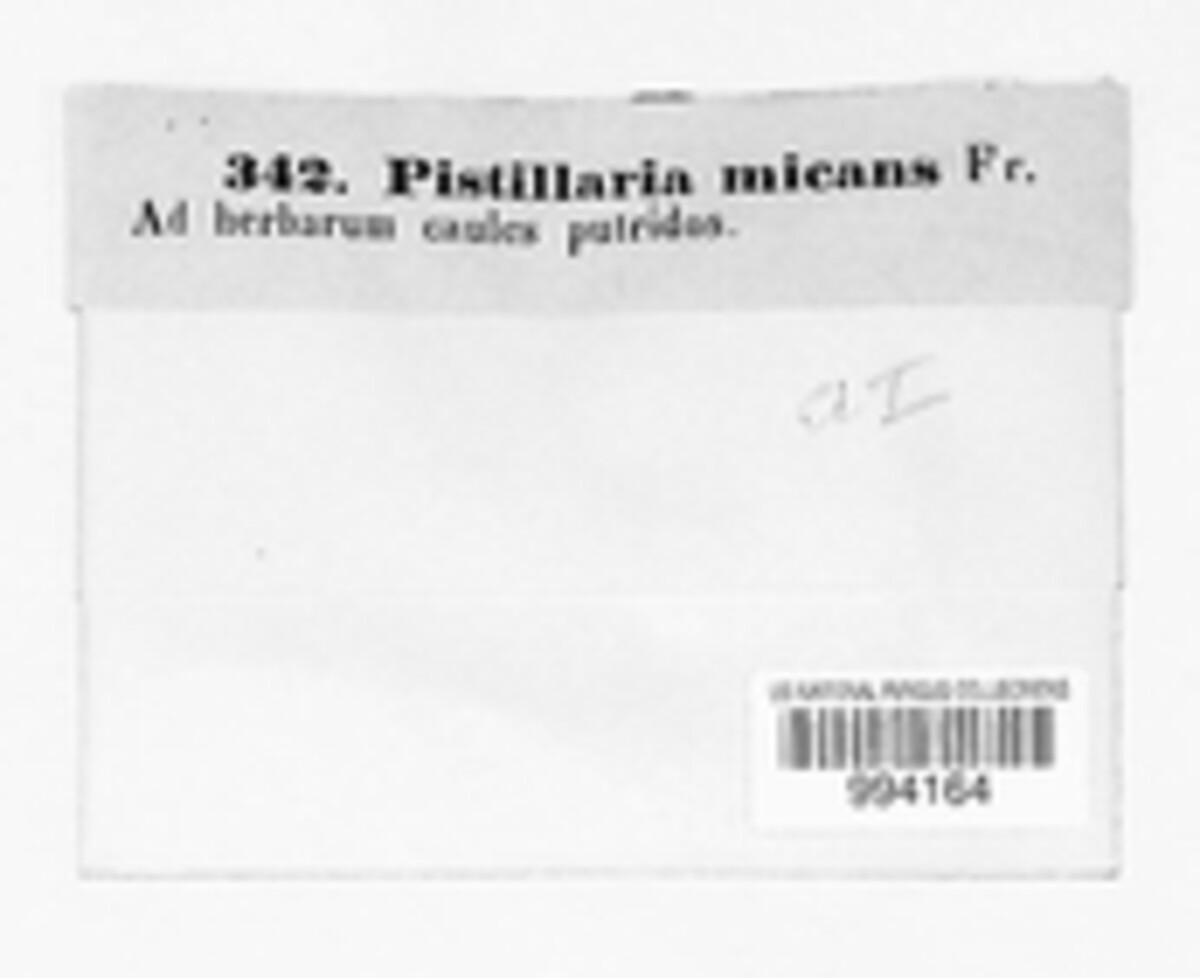 342. Pistillaria micans Fr.
Ad herbarum caules putridos.
US NATIONAL FUNGUS COLLECTIONS
994164